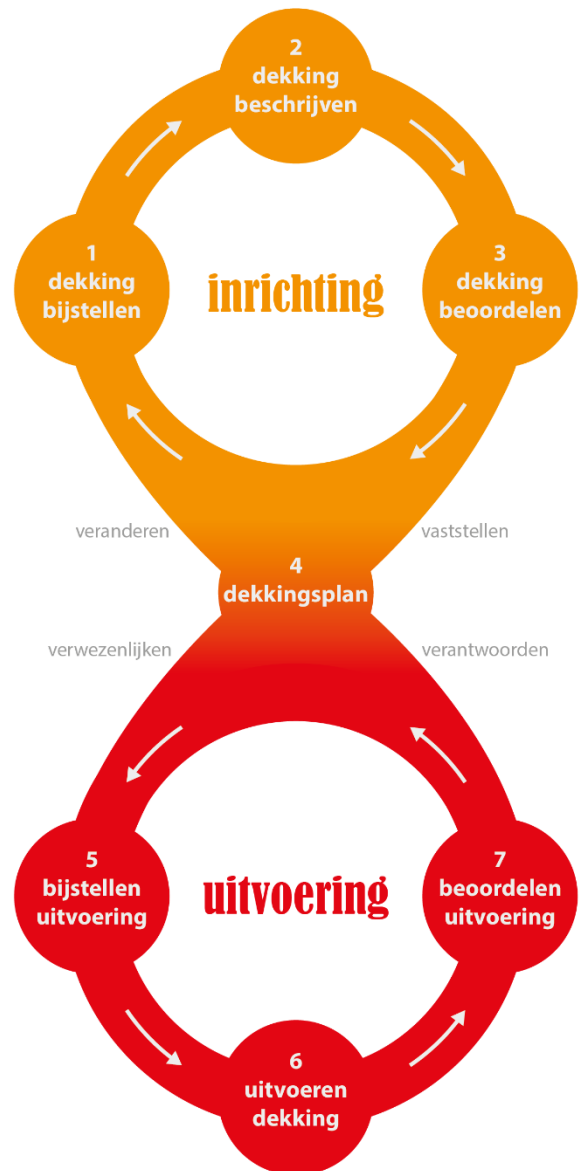 2
dekking
beschrijven
1
dekking
bijstellen
inrichting
3
dekking
beoordelen
veranderen
vaststellen
4
dekkingsplan
verwezenlijken
verantwoorden
5
bijstellen
uitvoering
uitvoering
7
beoordelen
uitvoering
6
uitvoeren
dekking